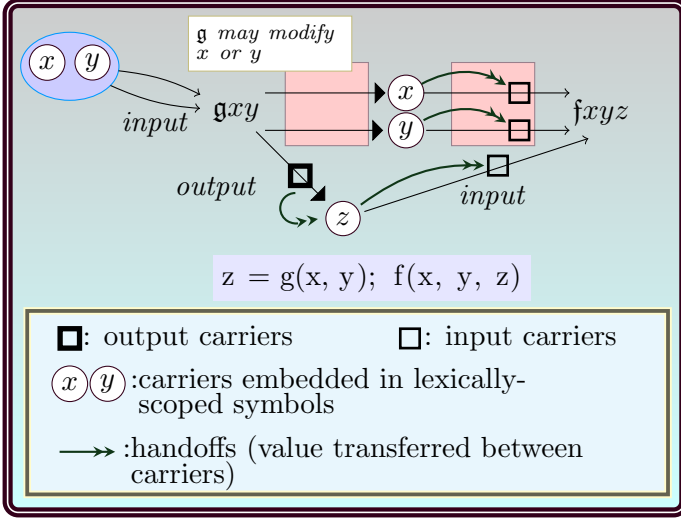 𝔤 may modify
x or y
x y
input
𝔤xy
x
y
𝔣xyz
output
input
z
z = g(x, y); f(x, y, z)
: output carriers
: input carriers
x y :carriers embedded in lexically-
scoped symbols
:handoffs (value transferred between
carriers)